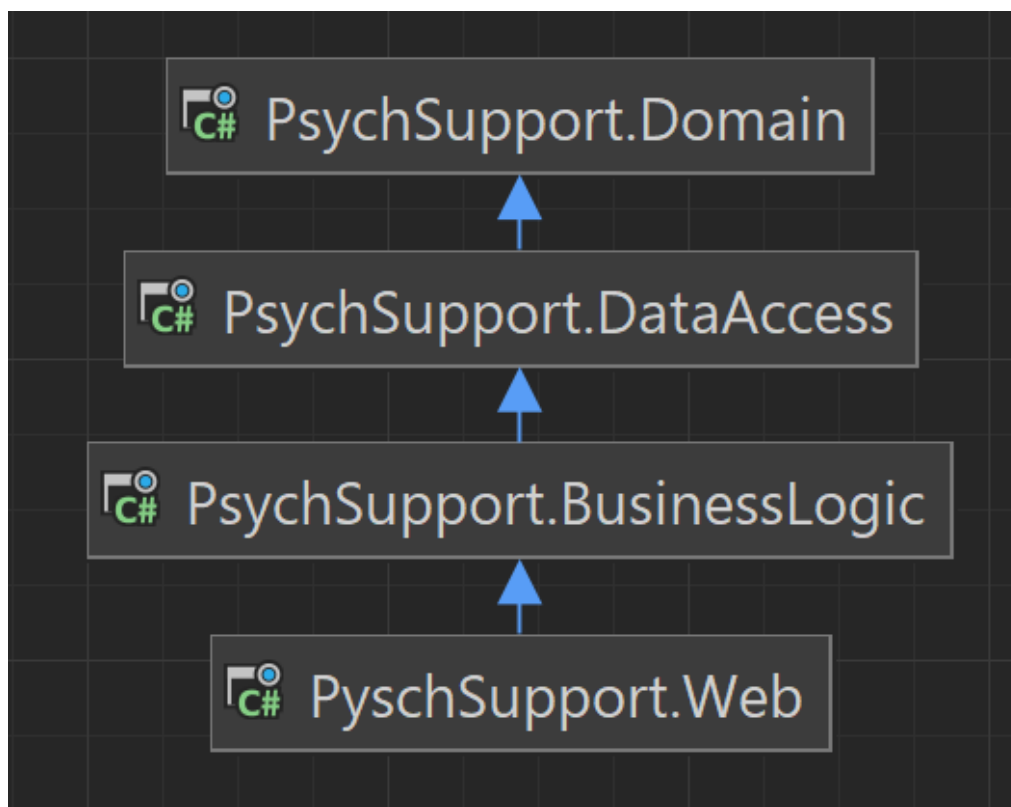 C# PsychSupport.Domain
C# PsychSupport.DataAccess
C# PsychSupport.BusinessLogic
C# PyschSupport.Web